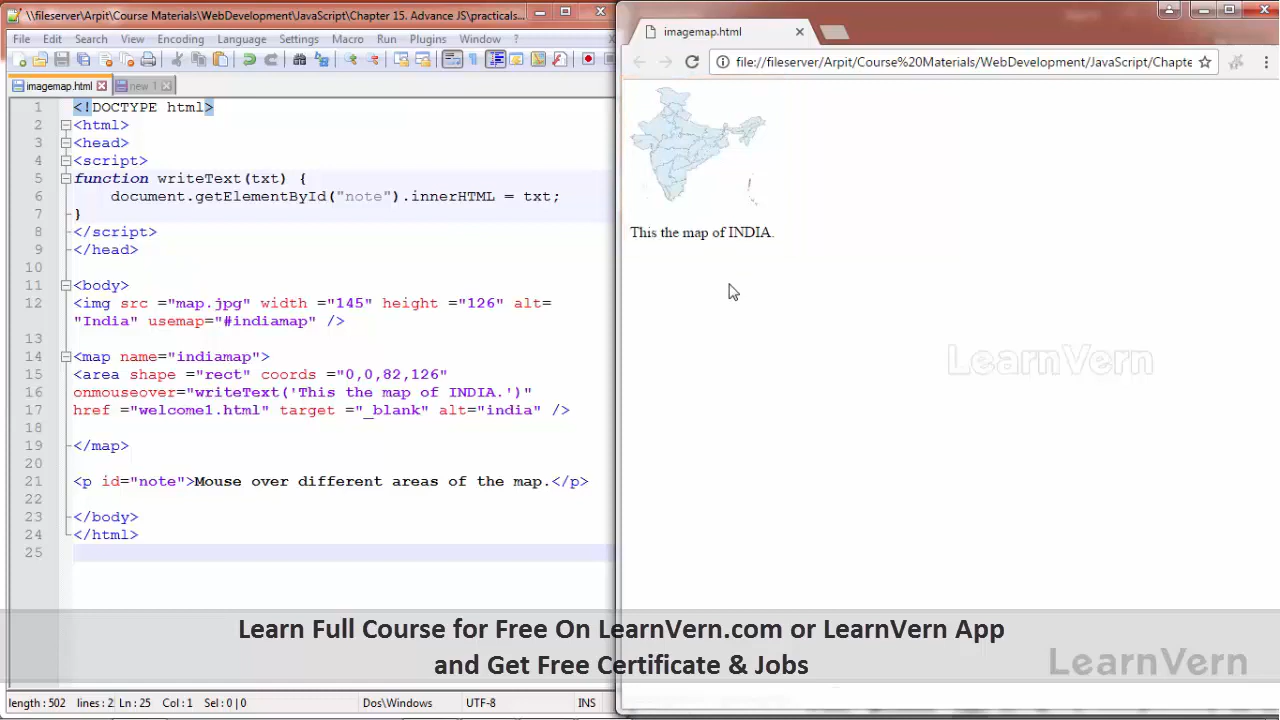 \\fileserver\Arpit\Course Materials\WebDevelopment\JavaScript\Chapter 15. Advance JS\practicals...
File Edit Search View Encoding Language Settings Macro Run Plugins Window ?
imagemap.html new 1
1 <!DOCTYPE html>
2 <html>
3 <head>
4 <script>
5 function writeText(txt) {
6 document.getElementById("note").innerHTML = txt;
7 }
8 </script>
9 </head>
10
11 <body>
12 <img src ="map.jpg" width ="145" height ="126" alt=
"India" usemap="#indiamap" />
13
14 <map name="indiamap">
15 <area shape ="rect" coords ="0,0,82,126"
16 onmouseover="writeText('This the map of INDIA.')"
17 href ="welcome1.html" target ="_blank" alt="india" />
18
19 </map>
20
21 <p id="note">Mouse over different areas of the map.</p>
22
23 </body>
24 </html>
25
length : 502 lines : 2 Ln : 25 Col : 1 Sel : 0 | 0 Dos\Windows UTF-8 INS
imagemap.html
file://fileserver/Arpit/Course%20Materials/WebDevelopment/JavaScript/Chapte
This the map of INDIA.
LearnVern
Learn Full Course for Free On LearnVern.com or LearnVern App
and Get Free Certificate & Jobs
LearnVern